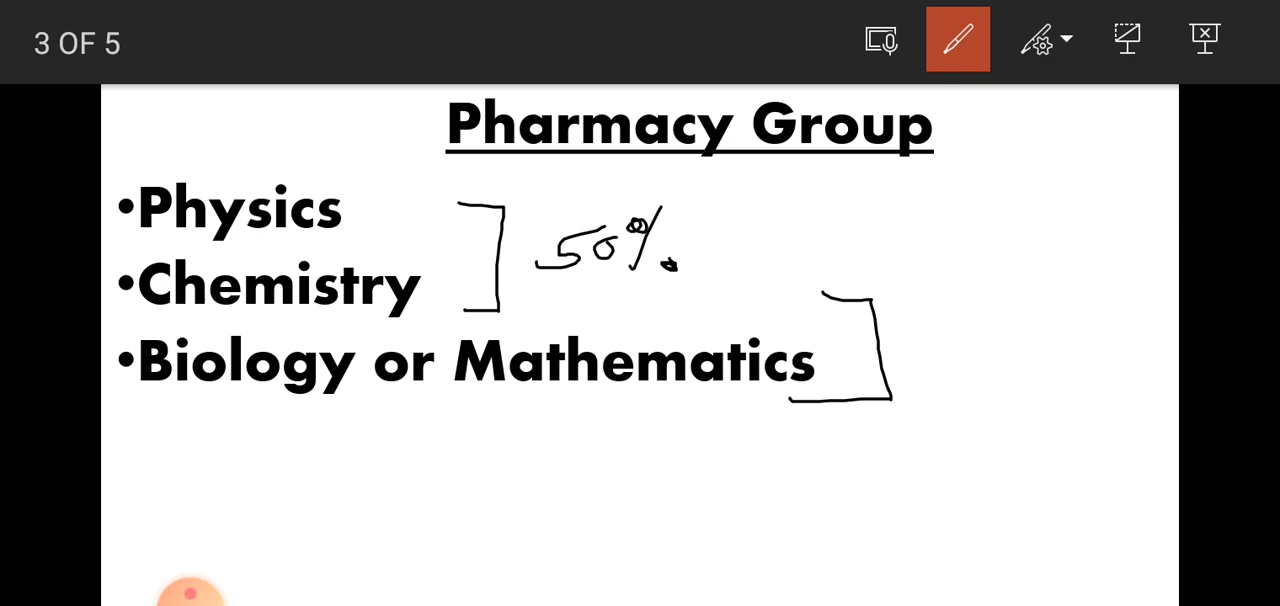 3 OF 5
Pharmacy Group
•Physics
50%.
•Chemistry
•Biology or Mathematics